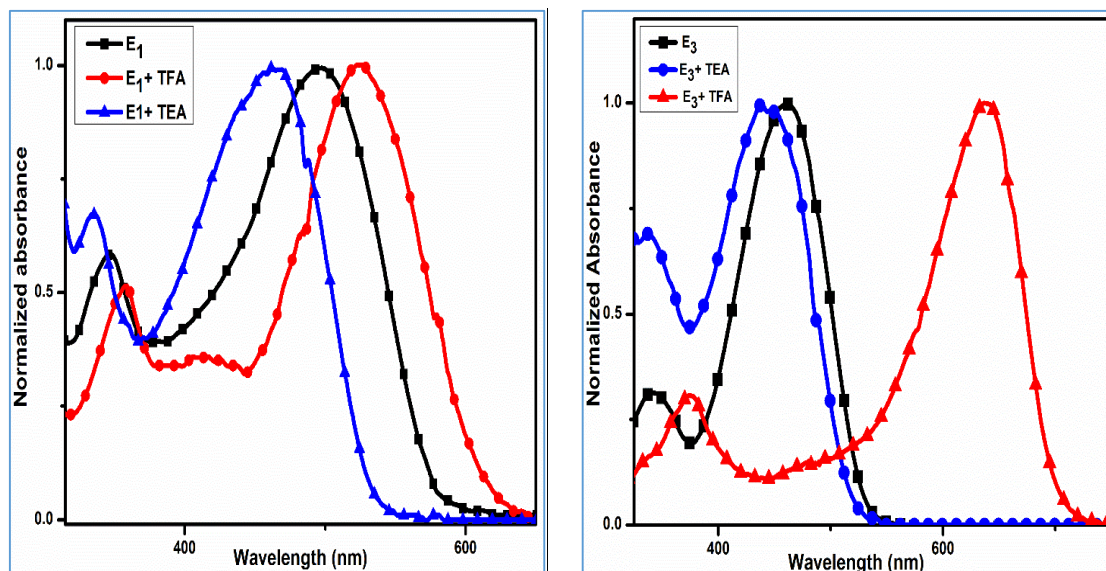 E1
E1 + TFA
E1+ TEA
1.0
0.5
0.0
Normalized absorbance
400
600
Wavelength (nm)
E3
E3+ TEA
E3+ TFA
1.0
0.5
0.0
Normalized Absorbance
400
600
Wavelength (nm)